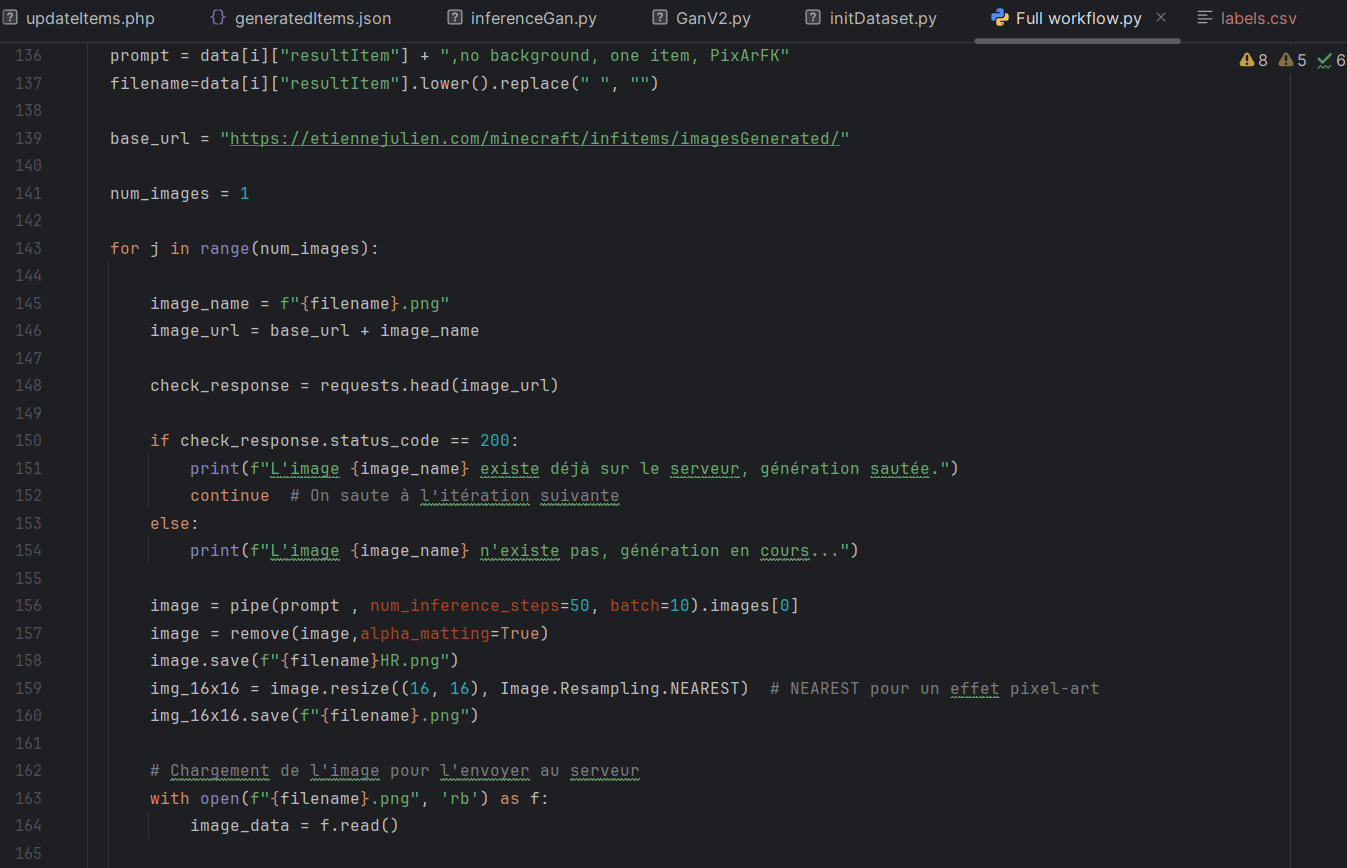 updateItems.php generatedItems.json inferenceGan.py GanV2.py initDataset.py Full workflow.py labels.csv
136 prompt = data[i]["resultItem"] + ",no background, one item, PixArFK"
8 5 6
137 filename=data[i]["resultItem"].lower().replace(" ", "")
138
139 base_url = "https://etiennejulien.com/minecraft/infitems/imagesGenerated/"
140
141 num_images = 1
142
143 for j in range(num_images):
144
145 image_name = f"{filename}.png"
146 image_url = base_url + image_name
147
148 check_response = requests.head(image_url)
149
150 if check_response.status_code == 200:
151 print(f"L'image {image_name} existe déjà sur le serveur, génération sautée.")
152 continue # On saute à l'itération suivante
153 else:
154 print(f"L'image {image_name} n'existe pas, génération en cours...")
155
156 image = pipe(prompt , num_inference_steps=50, batch=10).images[0]
157 image = remove(image,alpha_matting=True)
158 image.save(f"{filename}HR.png")
159 img_16x16 = image.resize((16, 16), Image.Resampling.NEAREST) # NEAREST pour un effet pixel-art
160 img_16x16.save(f"{filename}.png")
161
162 # Chargement de l'image pour l'envoyer au serveur
163 with open(f"{filename}.png", 'rb') as f:
164 image_data = f.read()
165